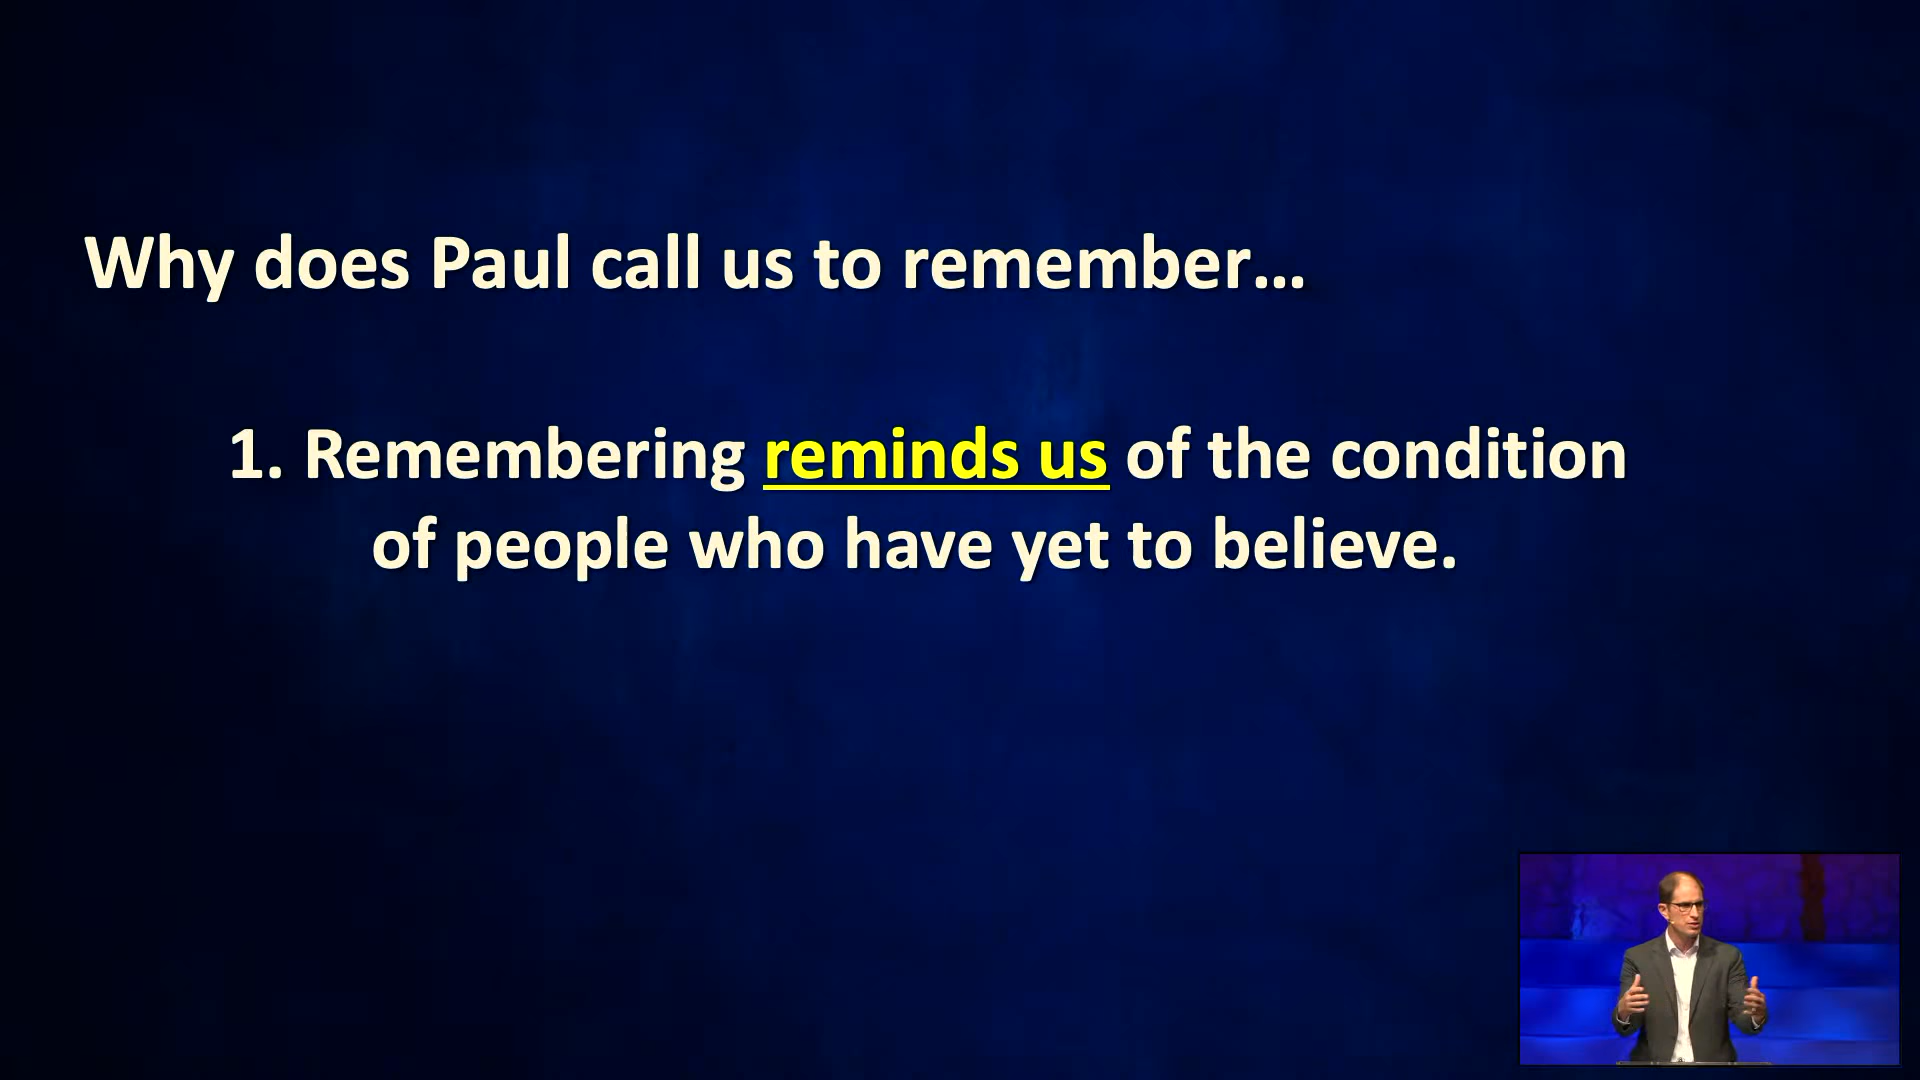 Why does Paul call us to remember…
1. Remembering reminds us of the condition
of people who have yet to believe.